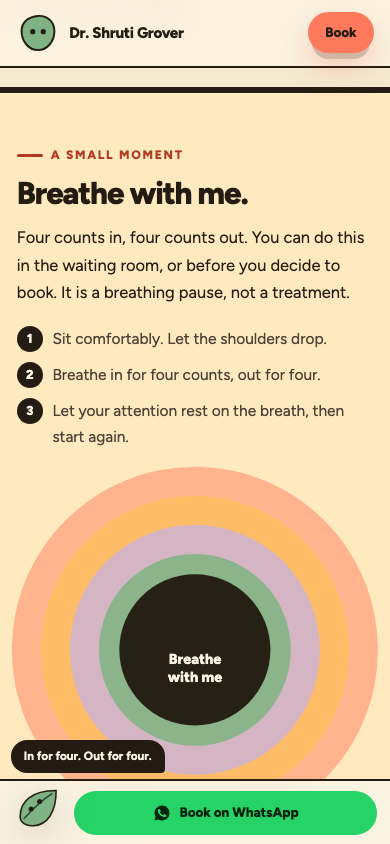 Dr. Shruti Grover
Book
A SMALL MOMENT
Breathe with me.
Four counts in, four counts out. You can do this
in the waiting room, or before you decide to
book. It is a breathing pause, not a treatment.
1 Sit comfortably. Let the shoulders drop.
2 Breathe in for four counts, out for four.
3 Let your attention rest on the breath, then
start again.
Breathe
with me
In for four. Out for four.
Book on WhatsApp